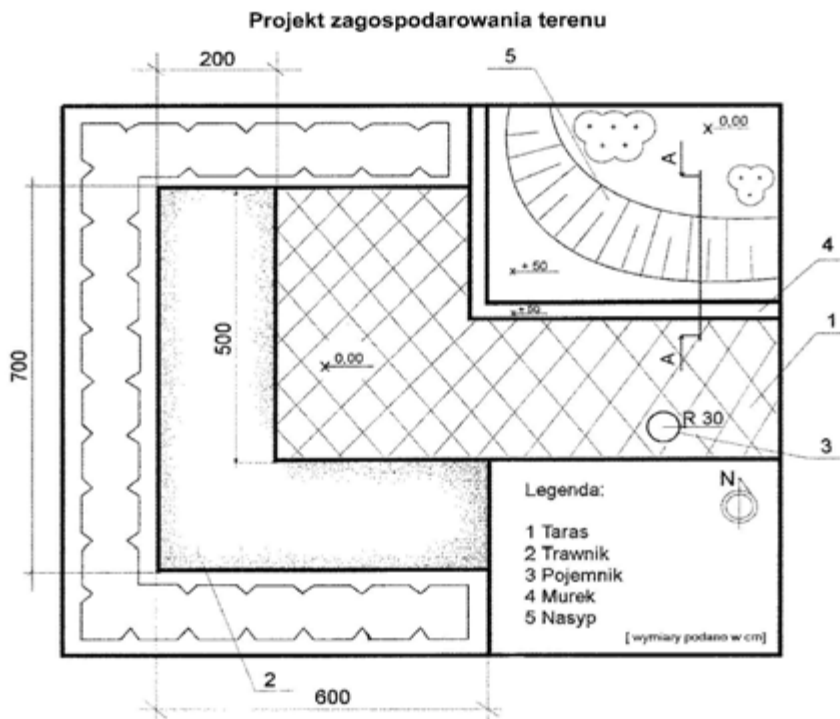 Projekt zagospodarowania terenu
200
5
0,00
A
+ 50
4
± 50
1
500
700
0,00
A
R 30
3
N
Legenda:
1 Taras
2 Trawnik
3 Pojemnik
4 Murek
5 Nasyp
[ wymiary podano w cm]
2
600